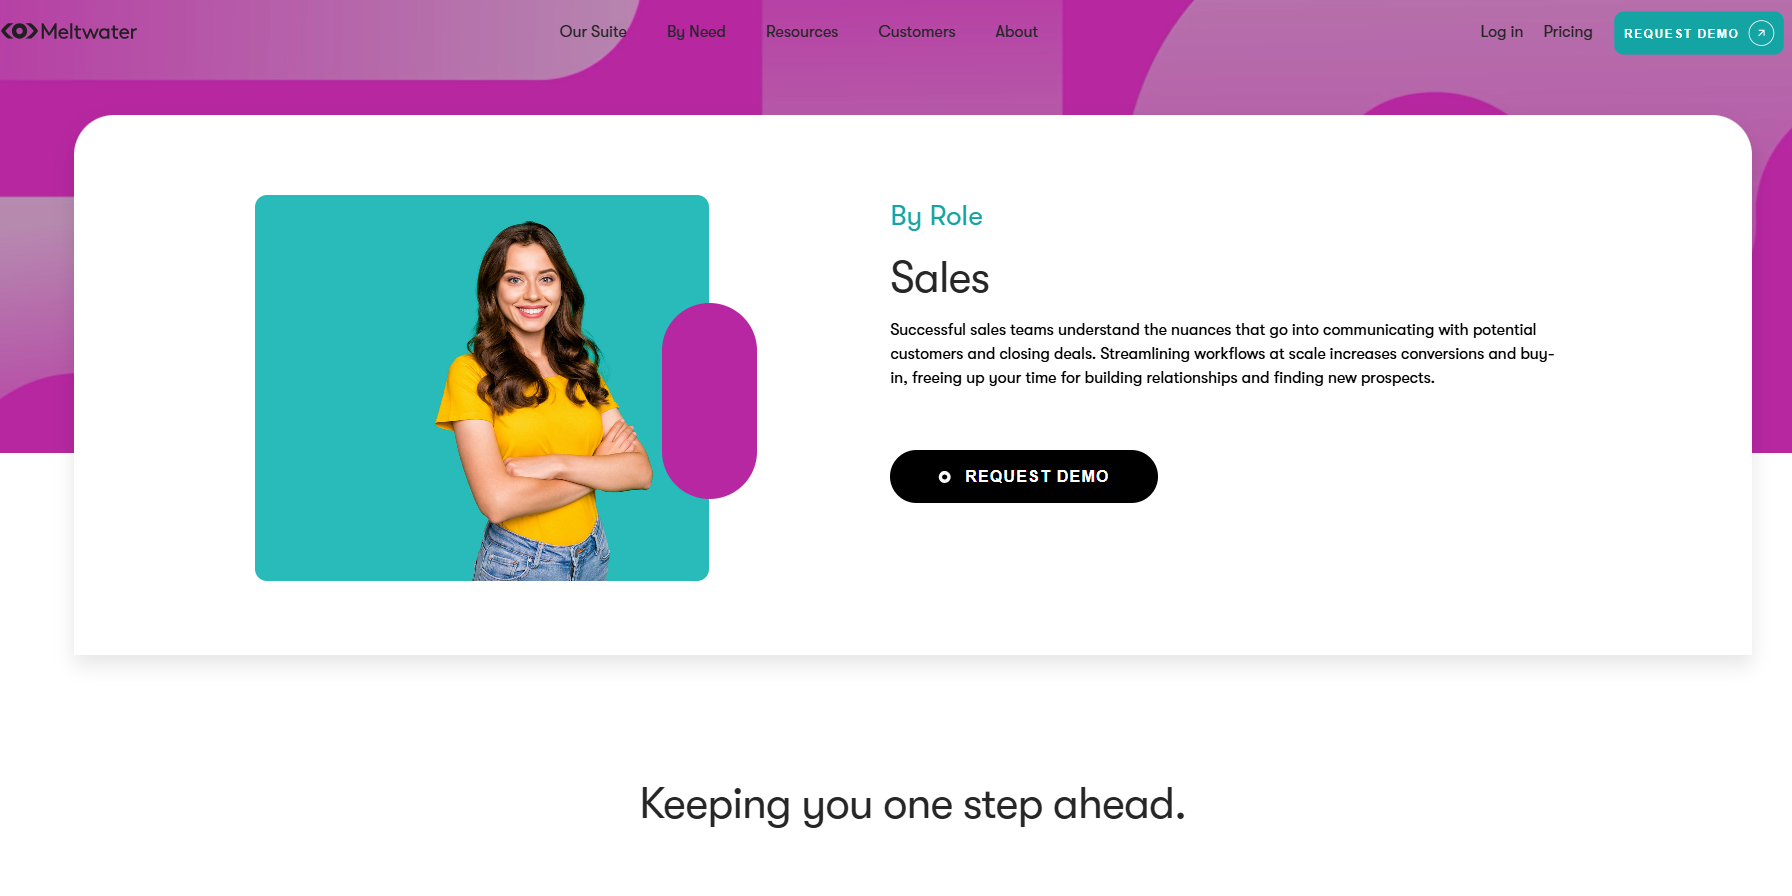 Meltwater
Our Suite
By Need
Resources
Customers
About
Log in
Pricing
REQUEST DEMO
By Role
Sales
Successful sales teams understand the nuances that go into communicating with potential
customers and closing deals. Streamlining workflows at scale increases conversions and buy-
in, freeing up your time for building relationships and finding new prospects.
REQUEST DEMO
Keeping you one step ahead.